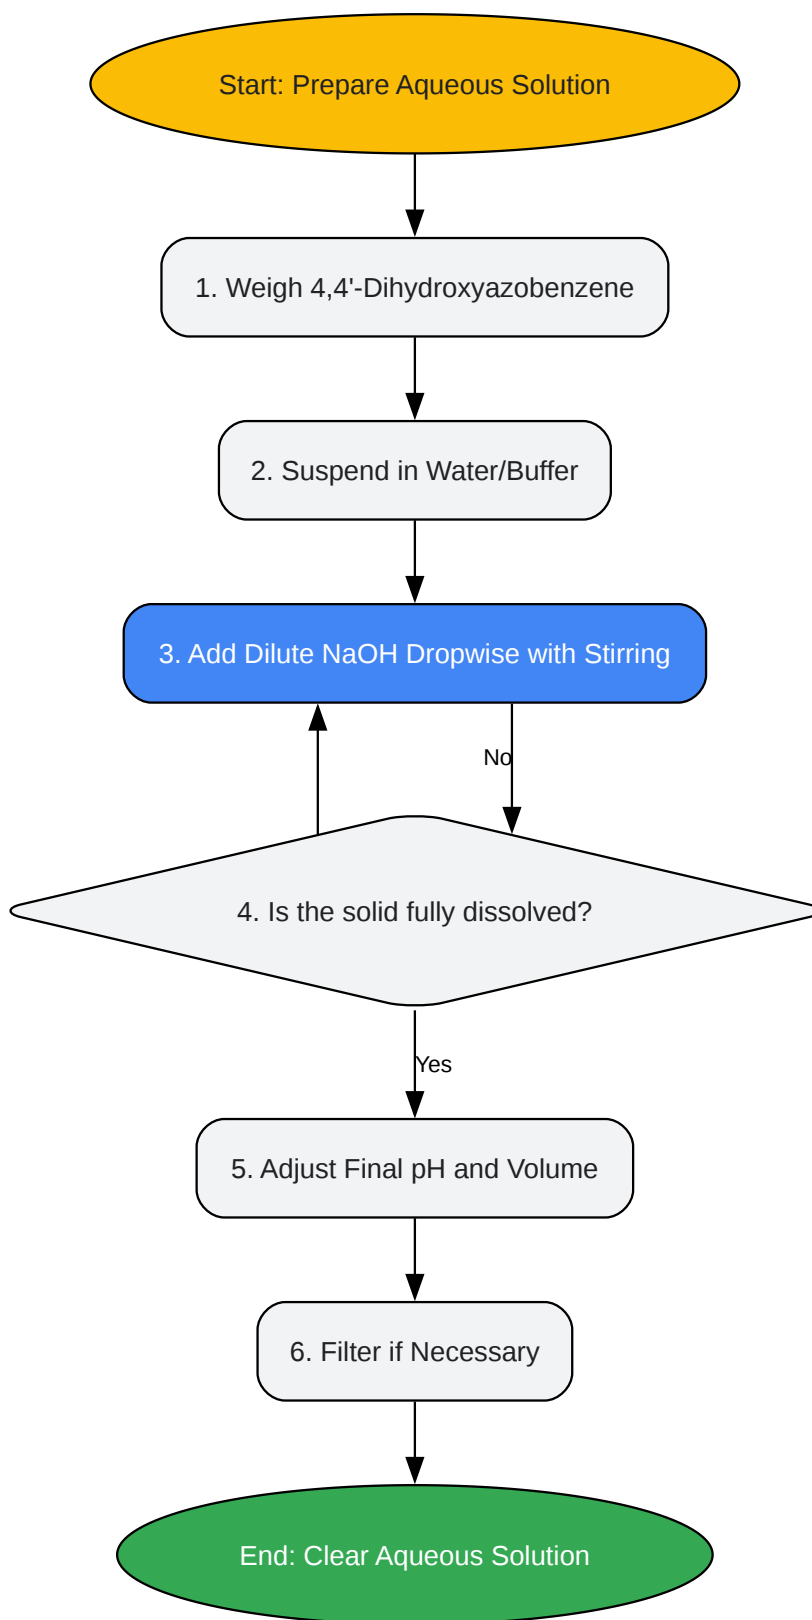 Start: Prepare Aqueous Solution
1. Weigh 4,4'-Dihydroxyazobenzene
2. Suspend in Water/Buffer
3. Add Dilute NaOH Dropwise with Stirring
No
4. Is the solid fully dissolved?
Yes
5. Adjust Final pH and Volume
6. Filter if Necessary
End: Clear Aqueous Solution